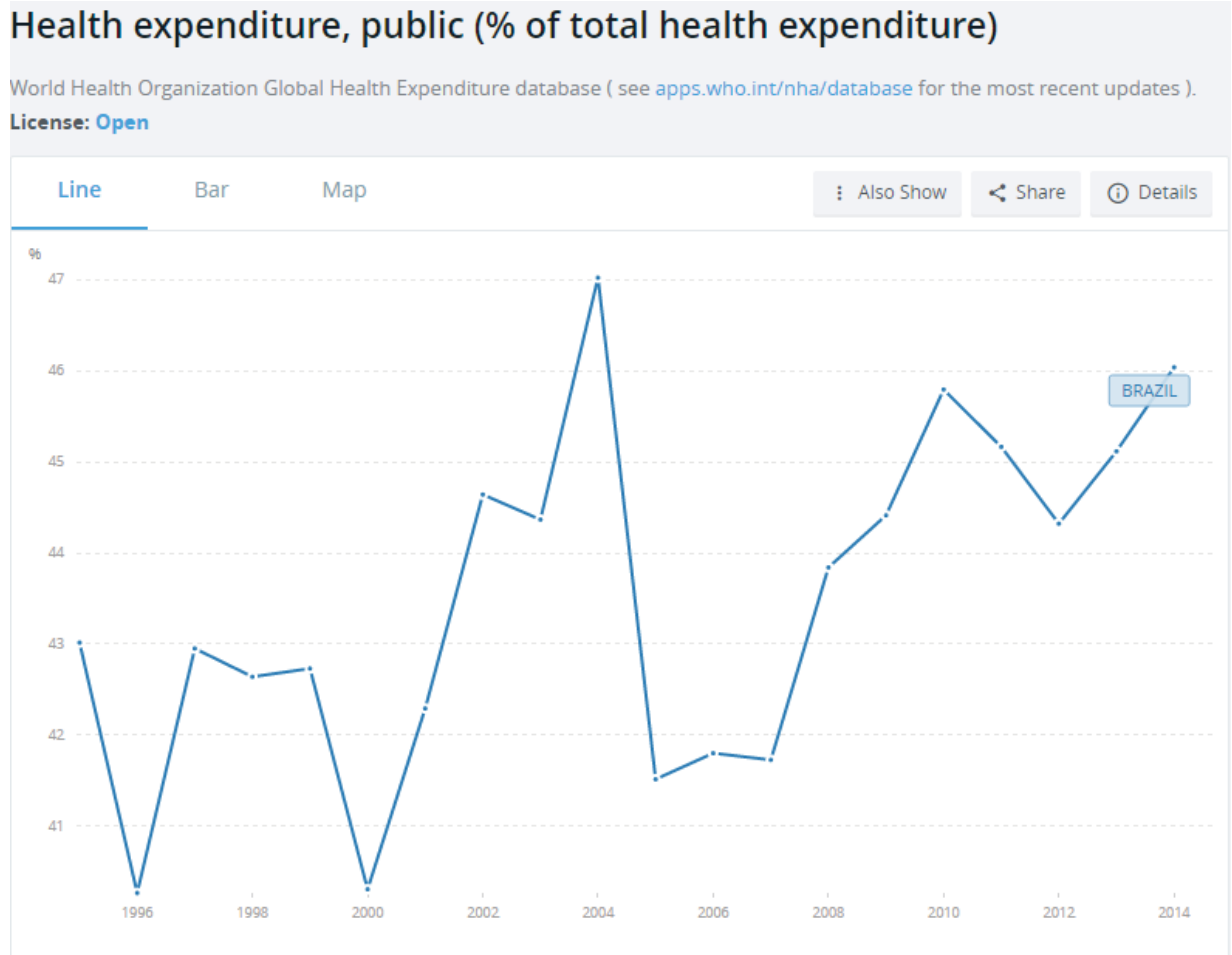 Health expenditure, public (% of total health expenditure)
World Health Organization Global Health Expenditure database ( see apps.who.int/nha/database for the most recent updates ).
License: Open
Line Bar Map Also Show Share Details
%
47
46
BRAZIL
45
44
43
42
41
1996 1998 2000 2002 2004 2006 2008 2010 2012 2014